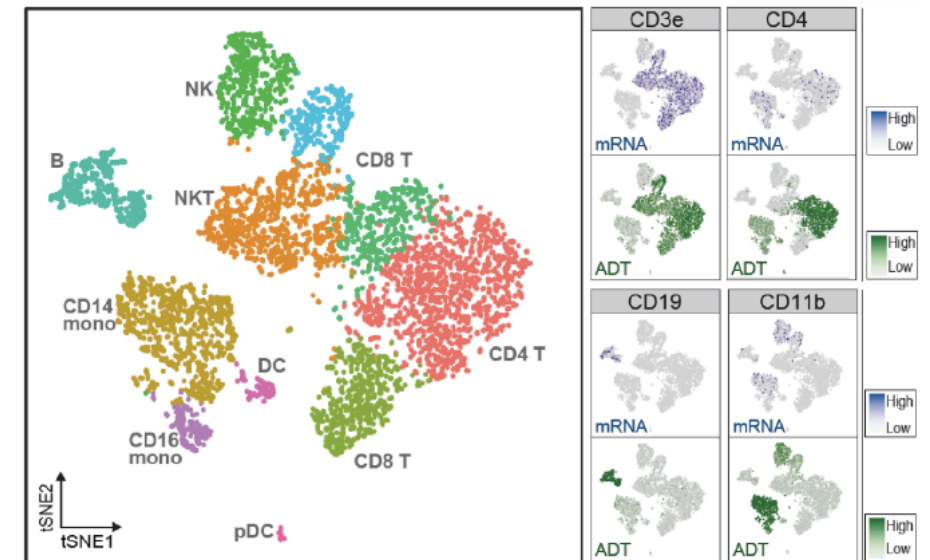 NK
B
CD8 T
NKT
CD14
mono
DC
CD4 T
CD16
mono
CD8 T
pDC
tSNE2
tSNE1
CD3e
CD4
mRNA
mRNA
High
Low
ADT
ADT
High
Low
CD19
CD11b
mRNA
mRNA
High
Low
ADT
ADT
High
Low